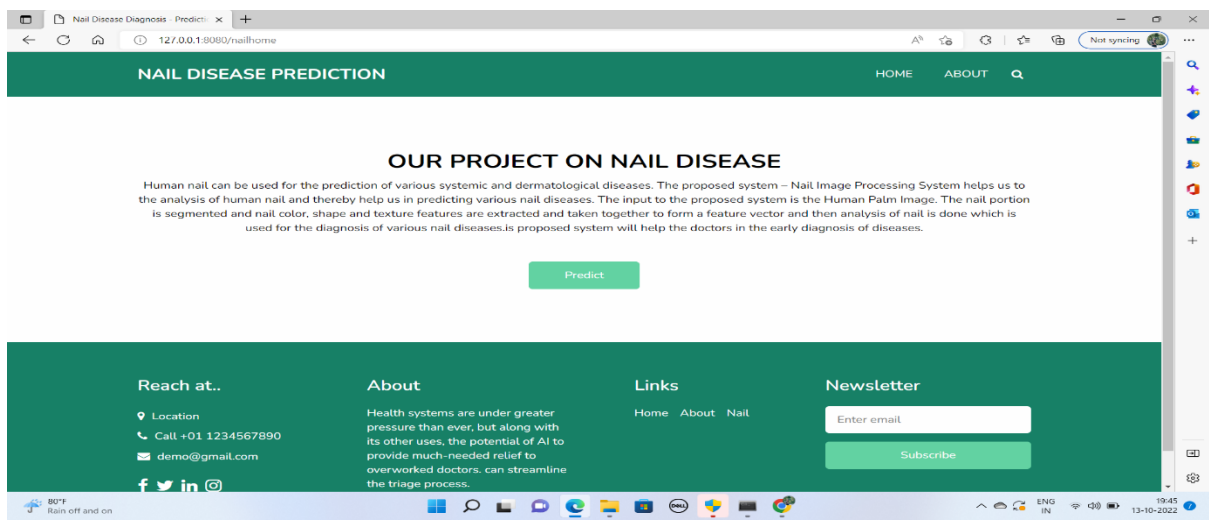 Nail Disease Diagnosis - Predicti
127.0.0.1:8080/nailhome
Not syncing
NAIL DISEASE PREDICTION
HOME ABOUT
OUR PROJECT ON NAIL DISEASE
Human nail can be used for the prediction of various systemic and dermatological diseases. The proposed system – Nail Image Processing System helps us to
the analysis of human nail and thereby help us in predicting various nail diseases. The input to the proposed system is the Human Palm Image. The nail portion
is segmented and nail color, shape and texture features are extracted and taken together to form a feature vector and then analysis of nail is done which is
used for the diagnosis of various nail diseases.is proposed system will help the doctors in the early diagnosis of diseases.
Predict
Reach at..
Location
Call +01 1234567890
demo@gmail.com
About
Health systems are under greater
pressure than ever, but along with
its other uses, the potential of AI to
provide much-needed relief to
overworked doctors. can streamline
the triage process.
Links
Home About Nail
Newsletter
Enter email
Subscribe
80°F
Rain off and on
DELL
ENG
IN
19:45
13-10-2022